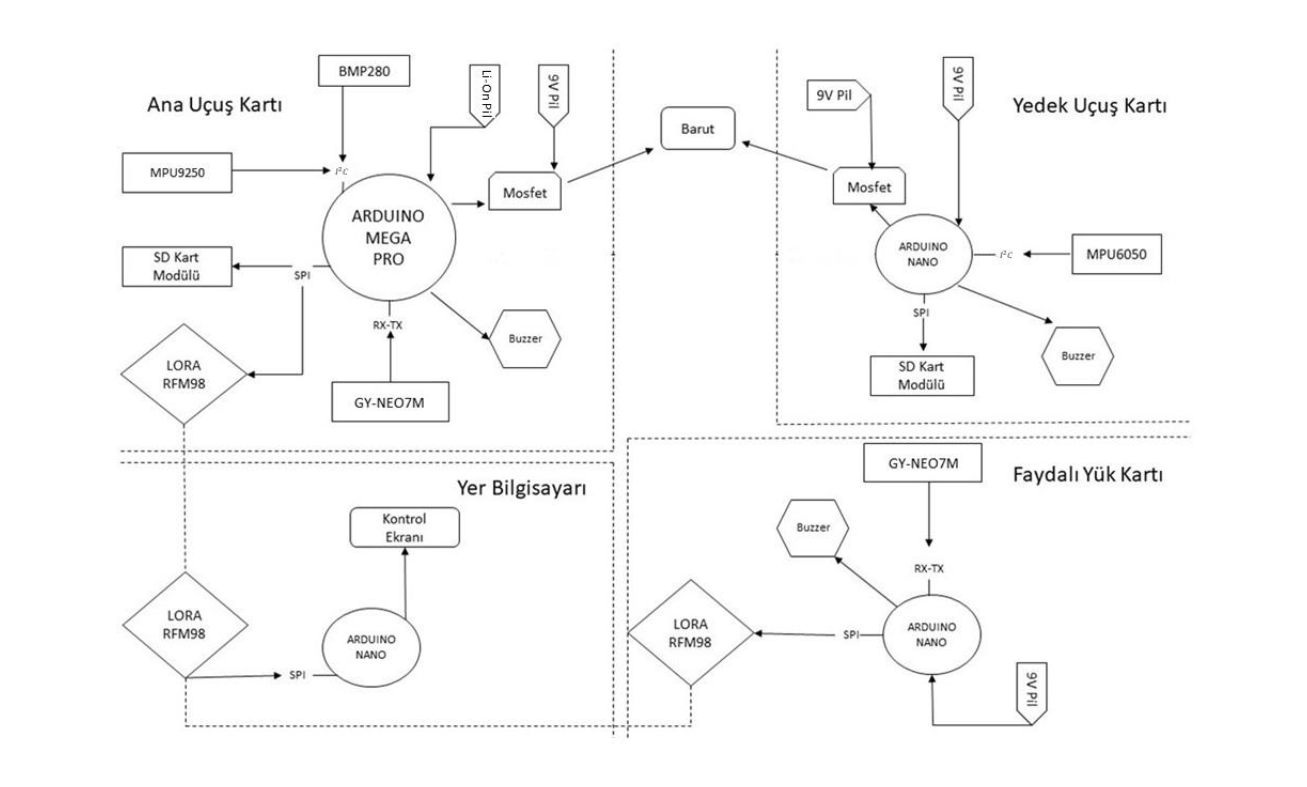 Ana Uçuş Kartı
BMP280
Li-On Pil
9V Pil
MPU9250
I²C
ARDUINO
MEGA
PRO
Mosfet
SD Kart
Modülü
SPI
RX-TX
Buzzer
LORA
RFM98
GY-NEO7M
Barut
Yedek Uçuş Kartı
9V Pil
9V Pil
Mosfet
ARDUINO
NANO
I²C
MPU6050
SPI
Buzzer
SD Kart
Modülü
Yer Bilgisayarı
Kontrol
Ekranı
LORA
RFM98
ARDUINO
NANO
SPI
Faydalı Yük Kartı
GY-NEO7M
Buzzer
RX-TX
LORA
RFM98
SPI
ARDUINO
NANO
9V Pil